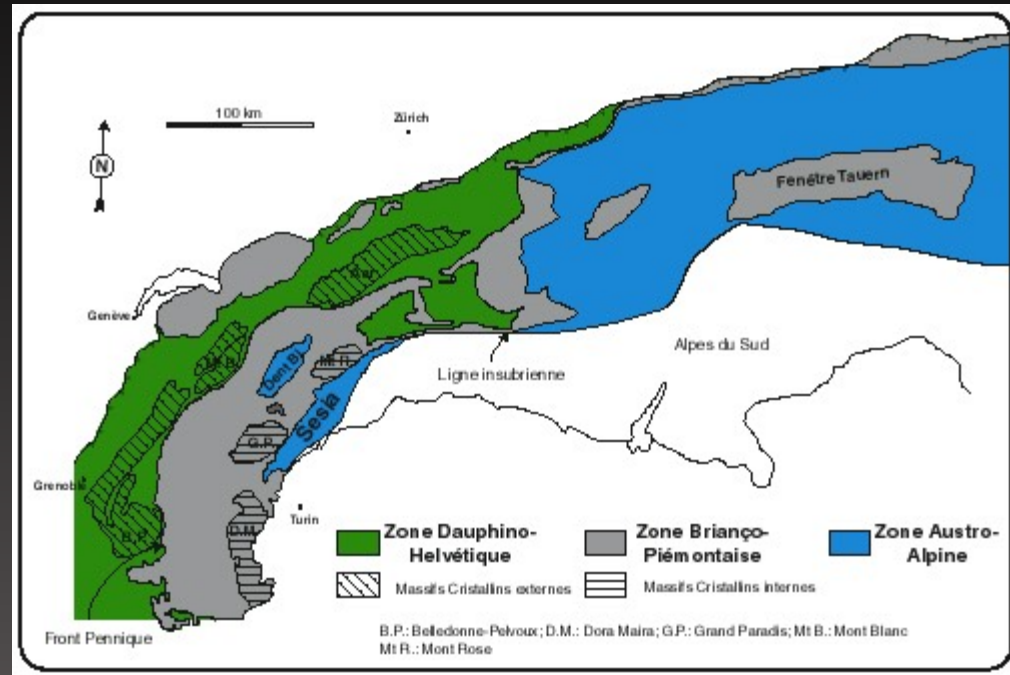 100 km
Zürich
N
Fenêtre Tauern
Aar
Genève
Alpes du Sud
Mt B.
Dent Bl.
Mt R.
Ligne insubrienne
Sesia
G.P.
Grenoble
Turin
B.P.
D.M.
Zone Dauphino-
Helvétique
Zone Brianço-
Piémontaise
Zone Austro-
Alpine
Massifs Cristallins externes
Massifs Cristallins internes
Front Pennique
B.P.: Belledonne-Pelvoux; D.M.: Dora Maira; G.P.: Grand Paradis; Mt B.: Mont Blanc
Mt R.: Mont Rose